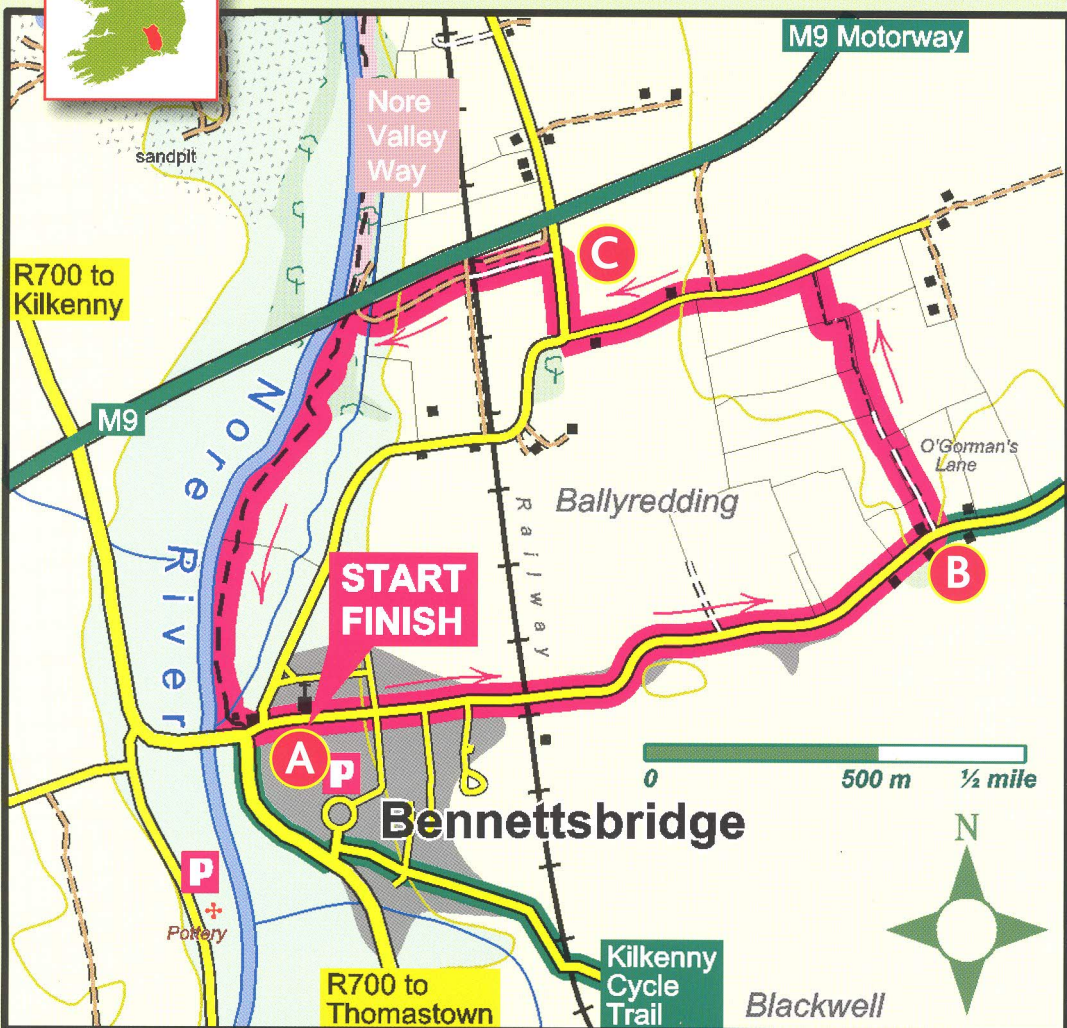 M9 Motorway
Nore
Valley
Way
sandpit
C
R700 to
Kilkenny
M9
O'Gorman's
Lane
Nore
River
Railway
Ballyredding
B
START
FINISH
A
P
0
500 m
½ mile
Bennettsbridge
N
P
Pottery
R700 to
Thomastown
Kilkenny
Cycle
Trail
Blackwell